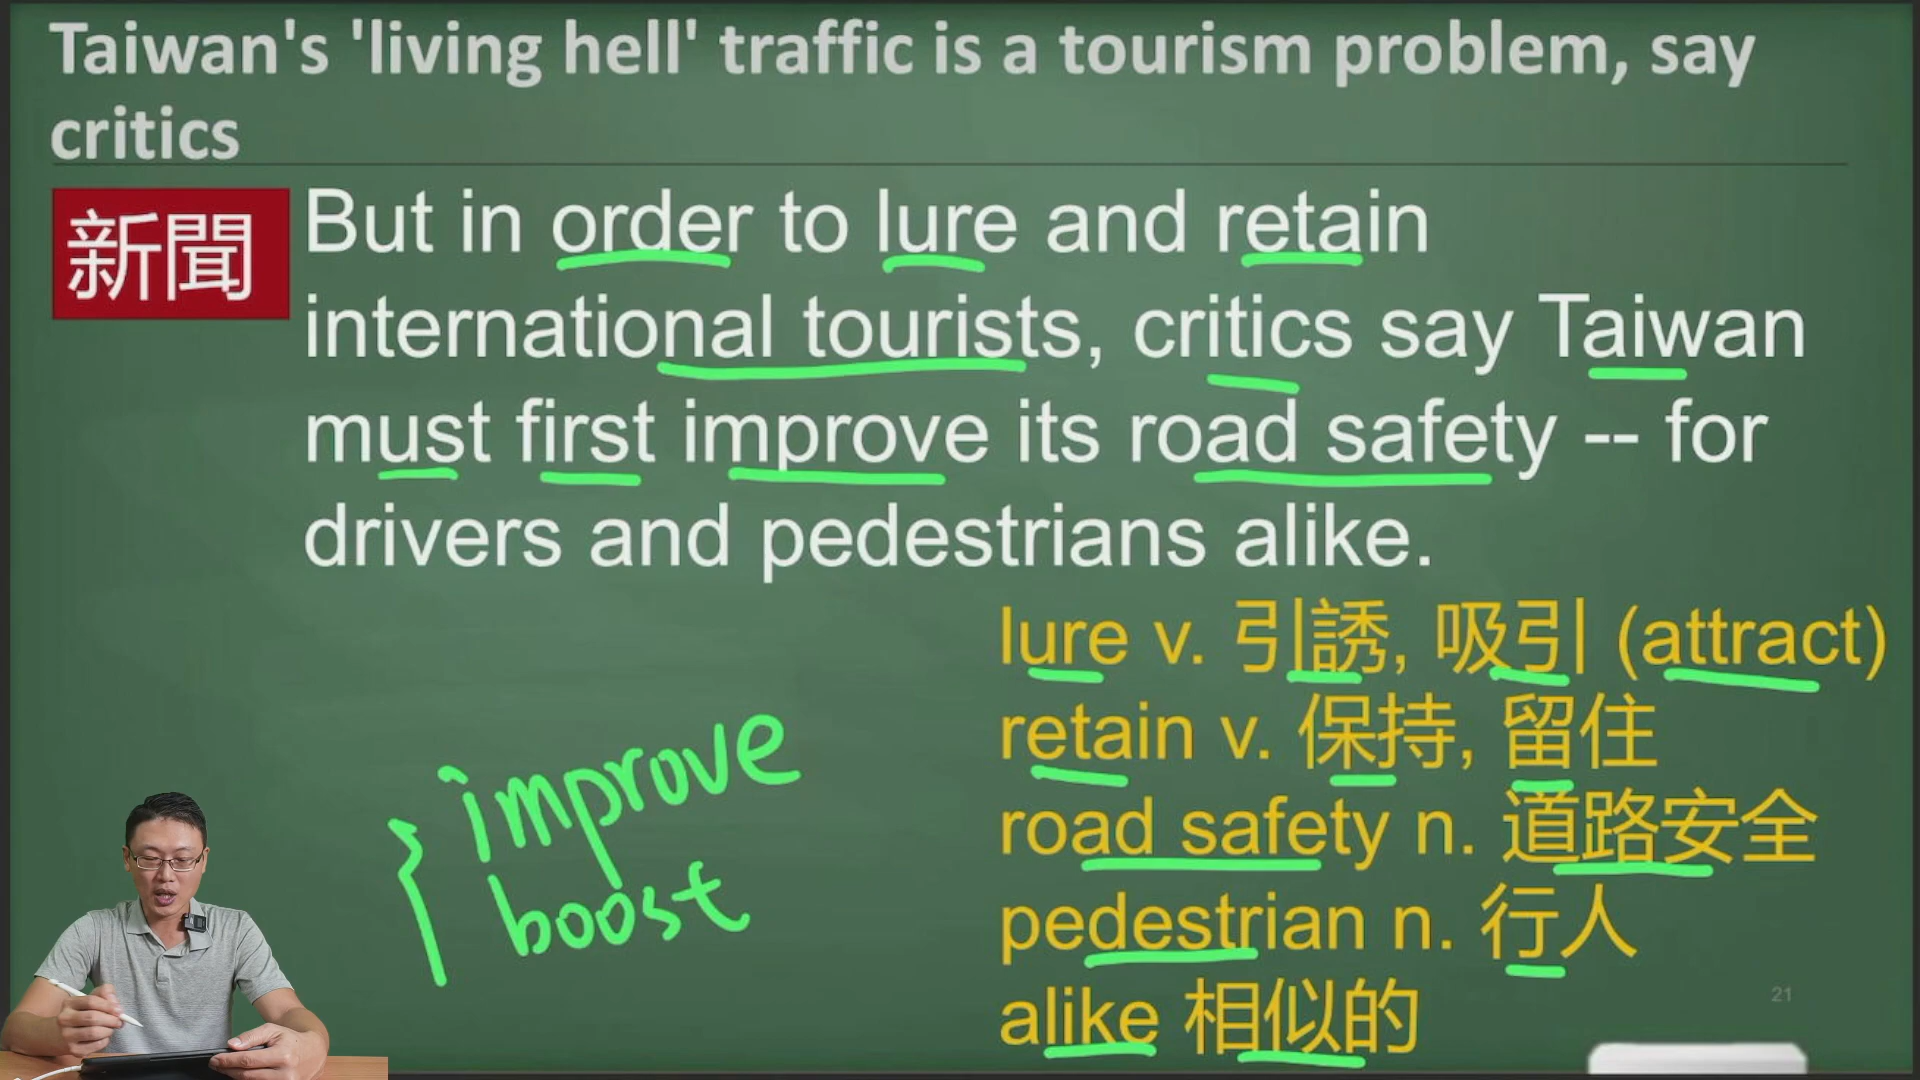 Taiwan's 'living hell' traffic is a tourism problem, say
critics
新聞
But in order to lure and retain
international tourists, critics say Taiwan
must first improve its road safety -- for
drivers and pedestrians alike.
lure v. 引誘, 吸引 (attract)
retain v. 保持, 留住
road safety n. 道路安全
pedestrian n. 行人
alike 相似的
improve
boost
21